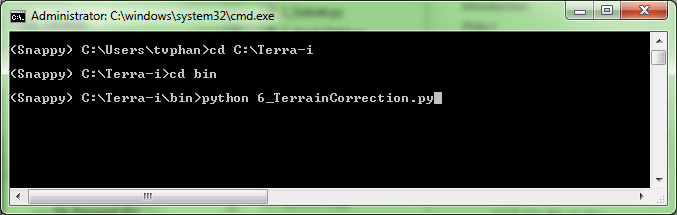 Administrator: C:\windows\system32\cmd.exe
(Snappy) C:\Users\tvphan>cd C:\Terra-i
(Snappy) C:\Terra-i>cd bin
(Snappy) C:\Terra-i\bin>python 6_TerrainCorrection.py